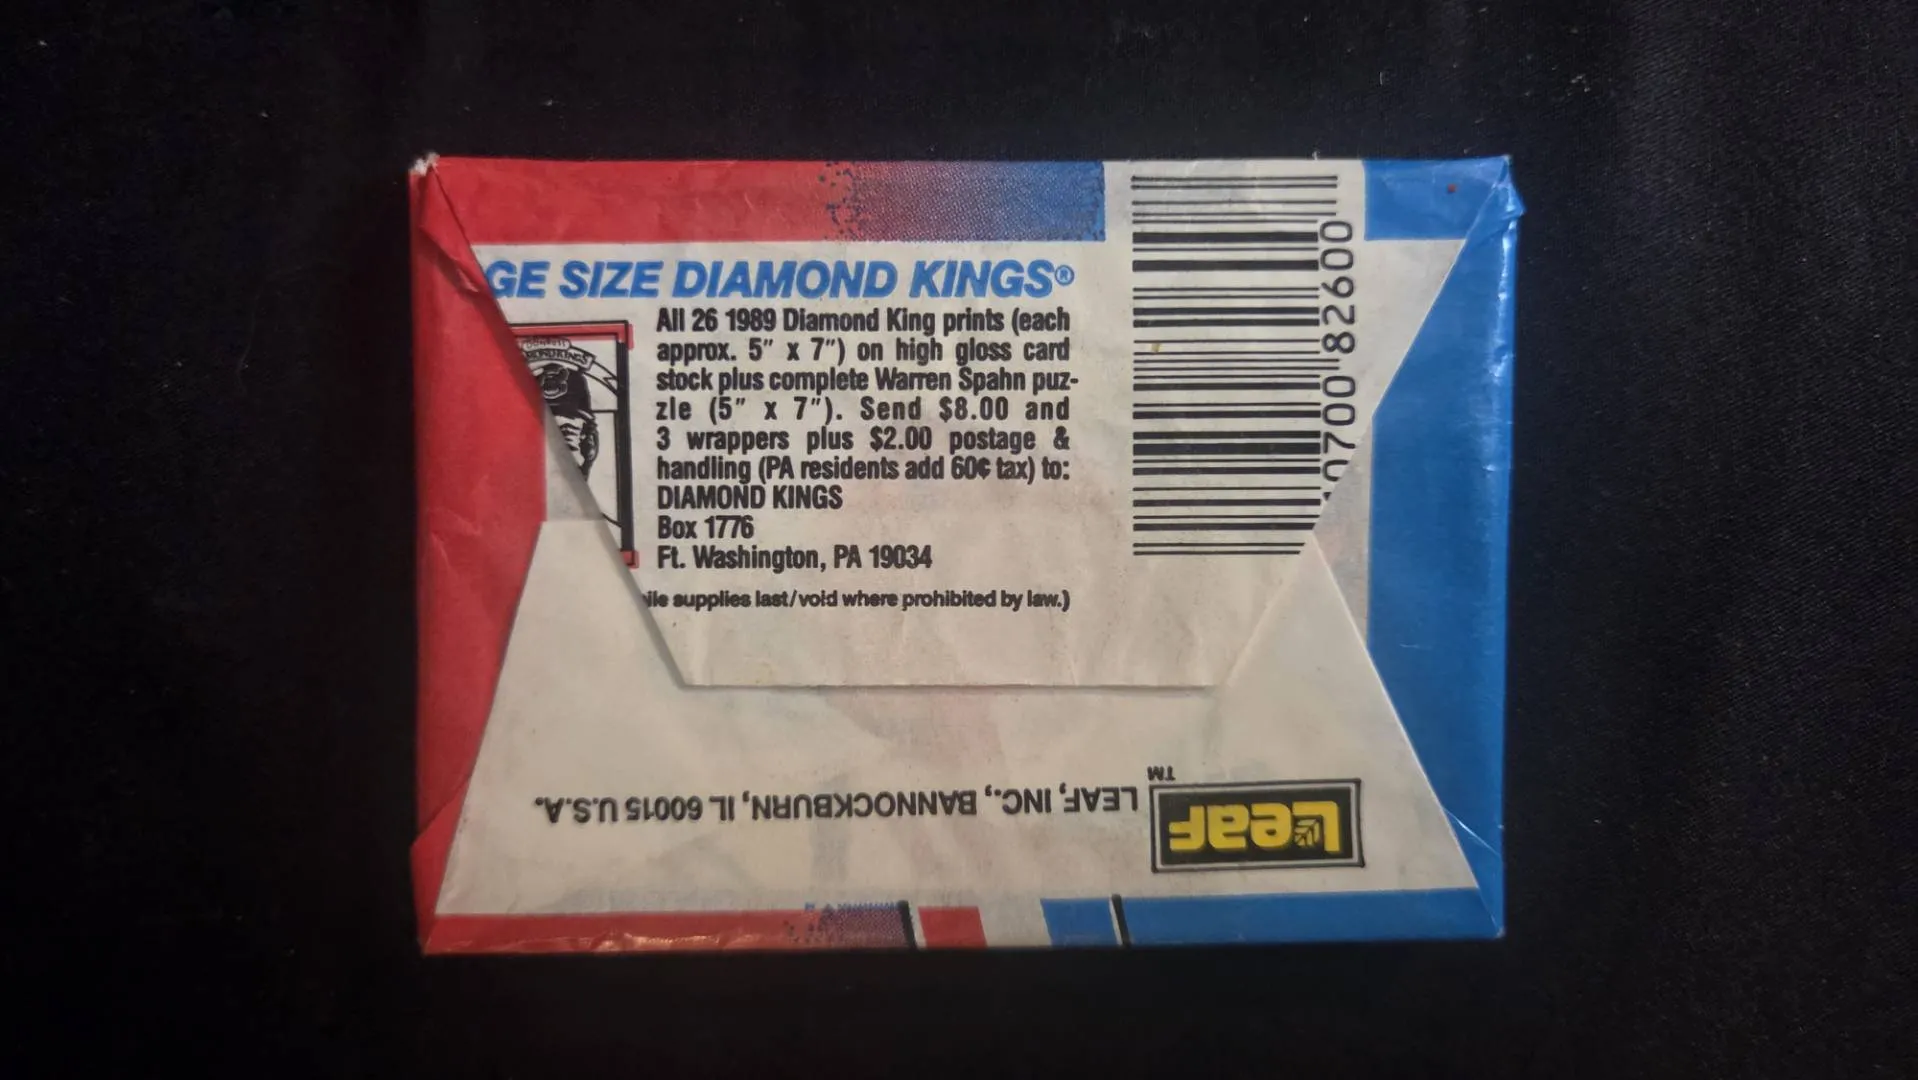 GE SIZE DIAMOND KINGS®
All 26 1989 Diamond King prints (each
approx. 5" x 7") on high gloss card
stock plus complete Warren Spahn puz-
zle (5" x 7"). Send $8.00 and
3 wrappers plus $2.00 postage &
handling (PA residents add 60¢ tax) to:
DIAMOND KINGS
Box 1776
Ft. Washington, PA 19034
ile supplies last/void where prohibited by law.)
0700 82600
LEAF, INC., BANNOCKBURN, IL 60015 U.S.A.
Leaf TM